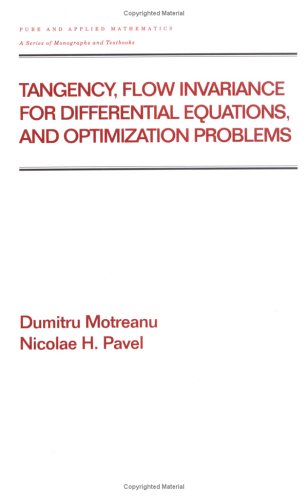 Copyrighted Material
PURE AND APPLIED MATHEMATICS
A Series of Monographs and Textbooks
TANGENCY, FLOW INVARIANCE
FOR DIFFERENTIAL EQUATIONS,
AND OPTIMIZATION PROBLEMS
Dumitru Motreanu
Nicolae H. Pavel
Copyrighted Material